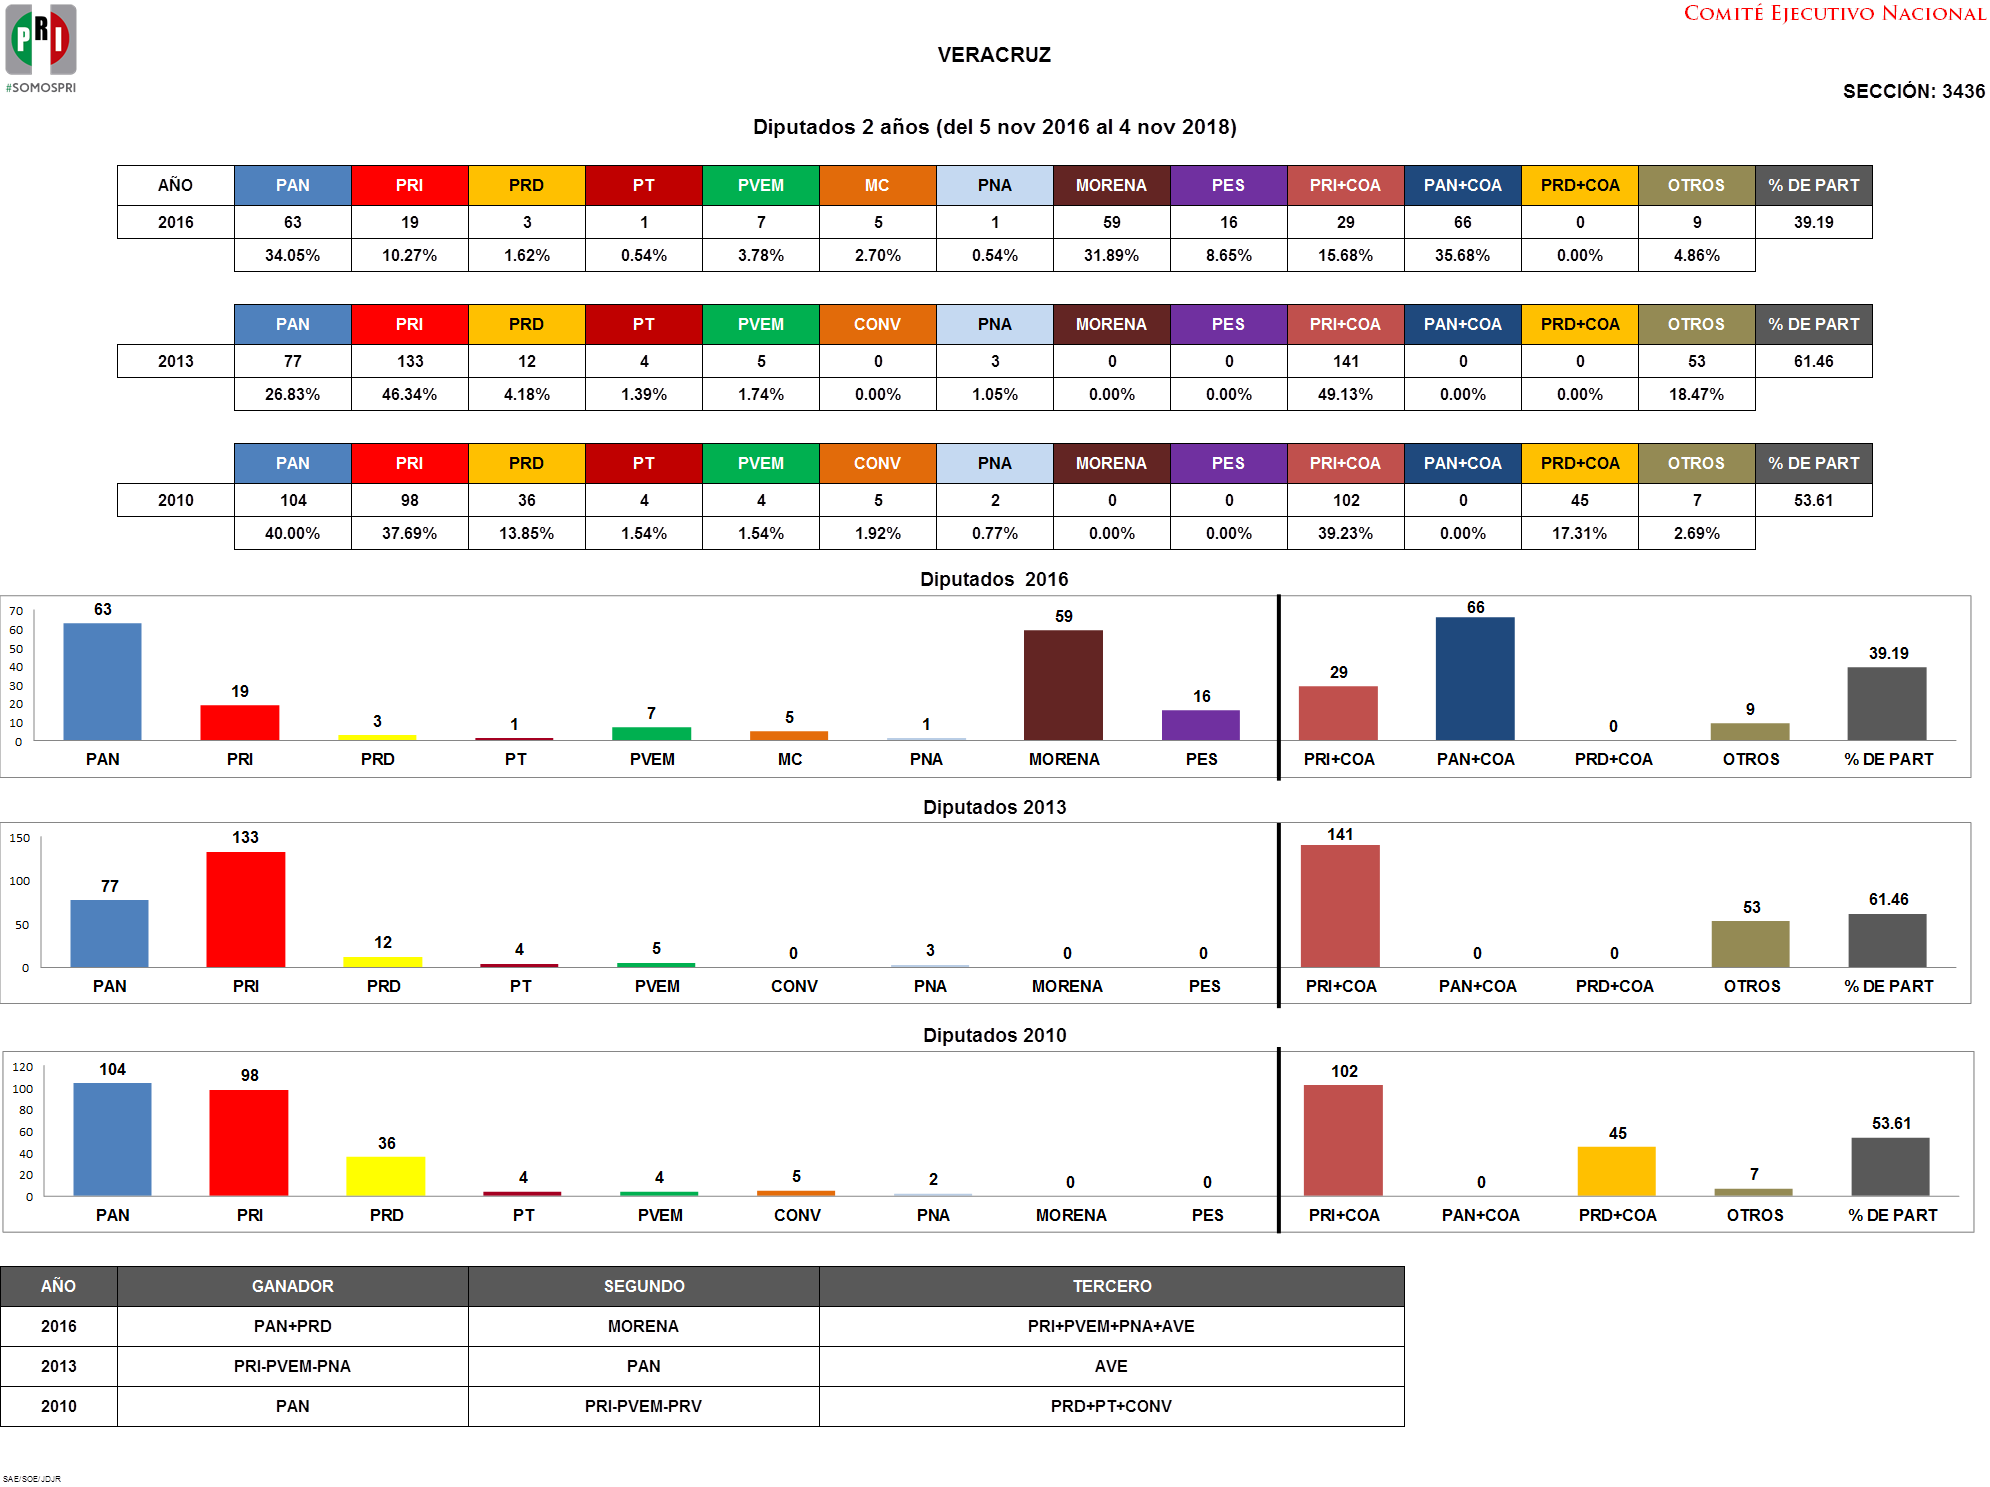 PRI
#SOMOSPRI
COMITÉ EJECUTIVO NACIONAL
VERACRUZ
SECCIÓN: 3436
Diputados 2 años (del 5 nov 2016 al 4 nov 2018)
AÑO PAN PRI PRD PT PVEM MC PNA MORENA PES PRI+COA PAN+COA PRD+COA OTROS % DE PART
2016 63 19 3 1 7 5 1 59 16 29 66 0 9 39.19
34.05% 10.27% 1.62% 0.54% 3.78% 2.70% 0.54% 31.89% 8.65% 15.68% 35.68% 0.00% 4.86%
PAN PRI PRD PT PVEM CONV PNA MORENA PES PRI+COA PAN+COA PRD+COA OTROS % DE PART
2013 77 133 12 4 5 0 3 0 0 141 0 0 53 61.46
26.83% 46.34% 4.18% 1.39% 1.74% 0.00% 1.05% 0.00% 0.00% 49.13% 0.00% 0.00% 18.47%
PAN PRI PRD PT PVEM CONV PNA MORENA PES PRI+COA PAN+COA PRD+COA OTROS % DE PART
2010 104 98 36 4 4 5 2 0 0 102 0 45 7 53.61
40.00% 37.69% 13.85% 1.54% 1.54% 1.92% 0.77% 0.00% 0.00% 39.23% 0.00% 17.31% 2.69%
Diputados 2016
70
60
50
40
30
20
10
0
63 19 3 1 7 5 1 59 16 29 66 0 9 39.19
PAN PRI PRD PT PVEM MC PNA MORENA PES PRI+COA PAN+COA PRD+COA OTROS % DE PART
Diputados 2013
150
100
50
0
77 133 12 4 5 0 3 0 0 141 0 0 53 61.46
PAN PRI PRD PT PVEM CONV PNA MORENA PES PRI+COA PAN+COA PRD+COA OTROS % DE PART
Diputados 2010
120
100
80
60
40
20
0
104 98 36 4 4 5 2 0 0 102 0 45 7 53.61
PAN PRI PRD PT PVEM CONV PNA MORENA PES PRI+COA PAN+COA PRD+COA OTROS % DE PART
AÑO GANADOR SEGUNDO TERCERO
2016 PAN+PRD MORENA PRI+PVEM+PNA+AVE
2013 PRI-PVEM-PNA PAN AVE
2010 PAN PRI-PVEM-PRV PRD+PT+CONV
SAE/SOE/JDJR